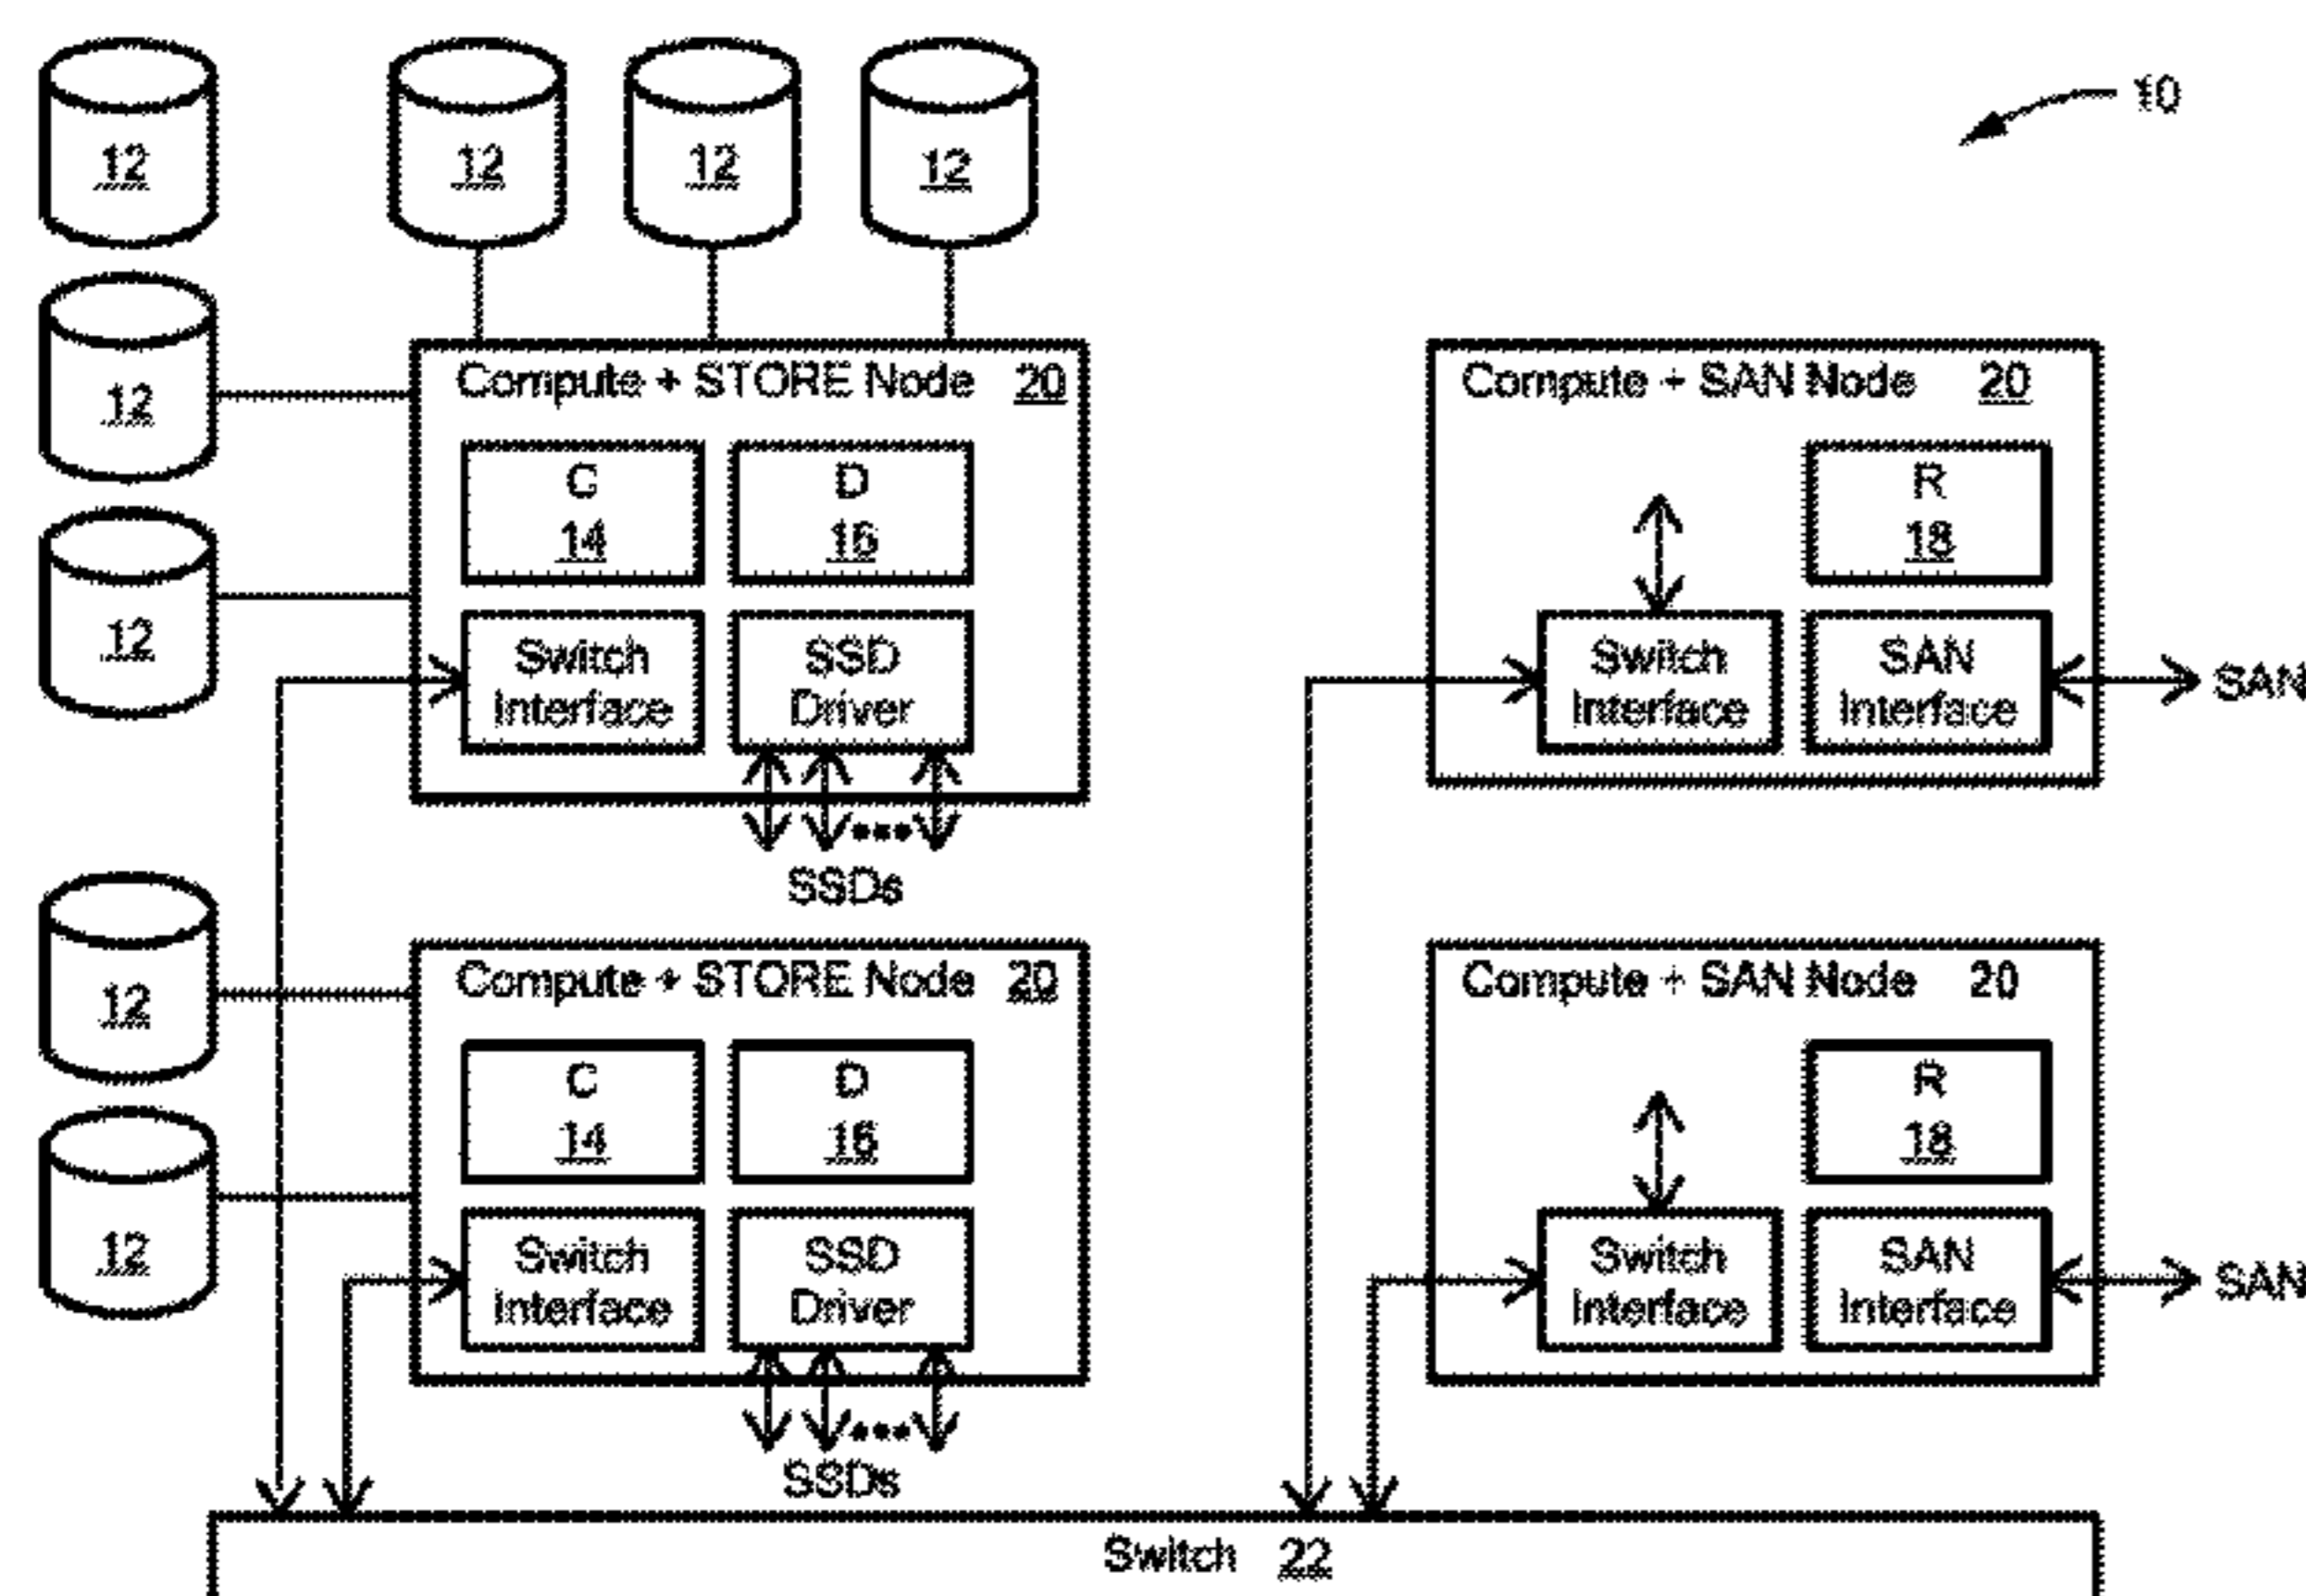 10
12 12 12 12
12
12
Compute + STORE Node 20
C
14
D
16
Switch
Interface
SSD
Driver
SSDs
Compute + SAN Node 20
R
18
Switch
Interface
SAN
Interface
SAN
12
12
Compute + STORE Node 20
C
14
D
16
Switch
Interface
SSD
Driver
SSDs
Compute + SAN Node 20
R
18
Switch
Interface
SAN
Interface
SAN
Switch 22